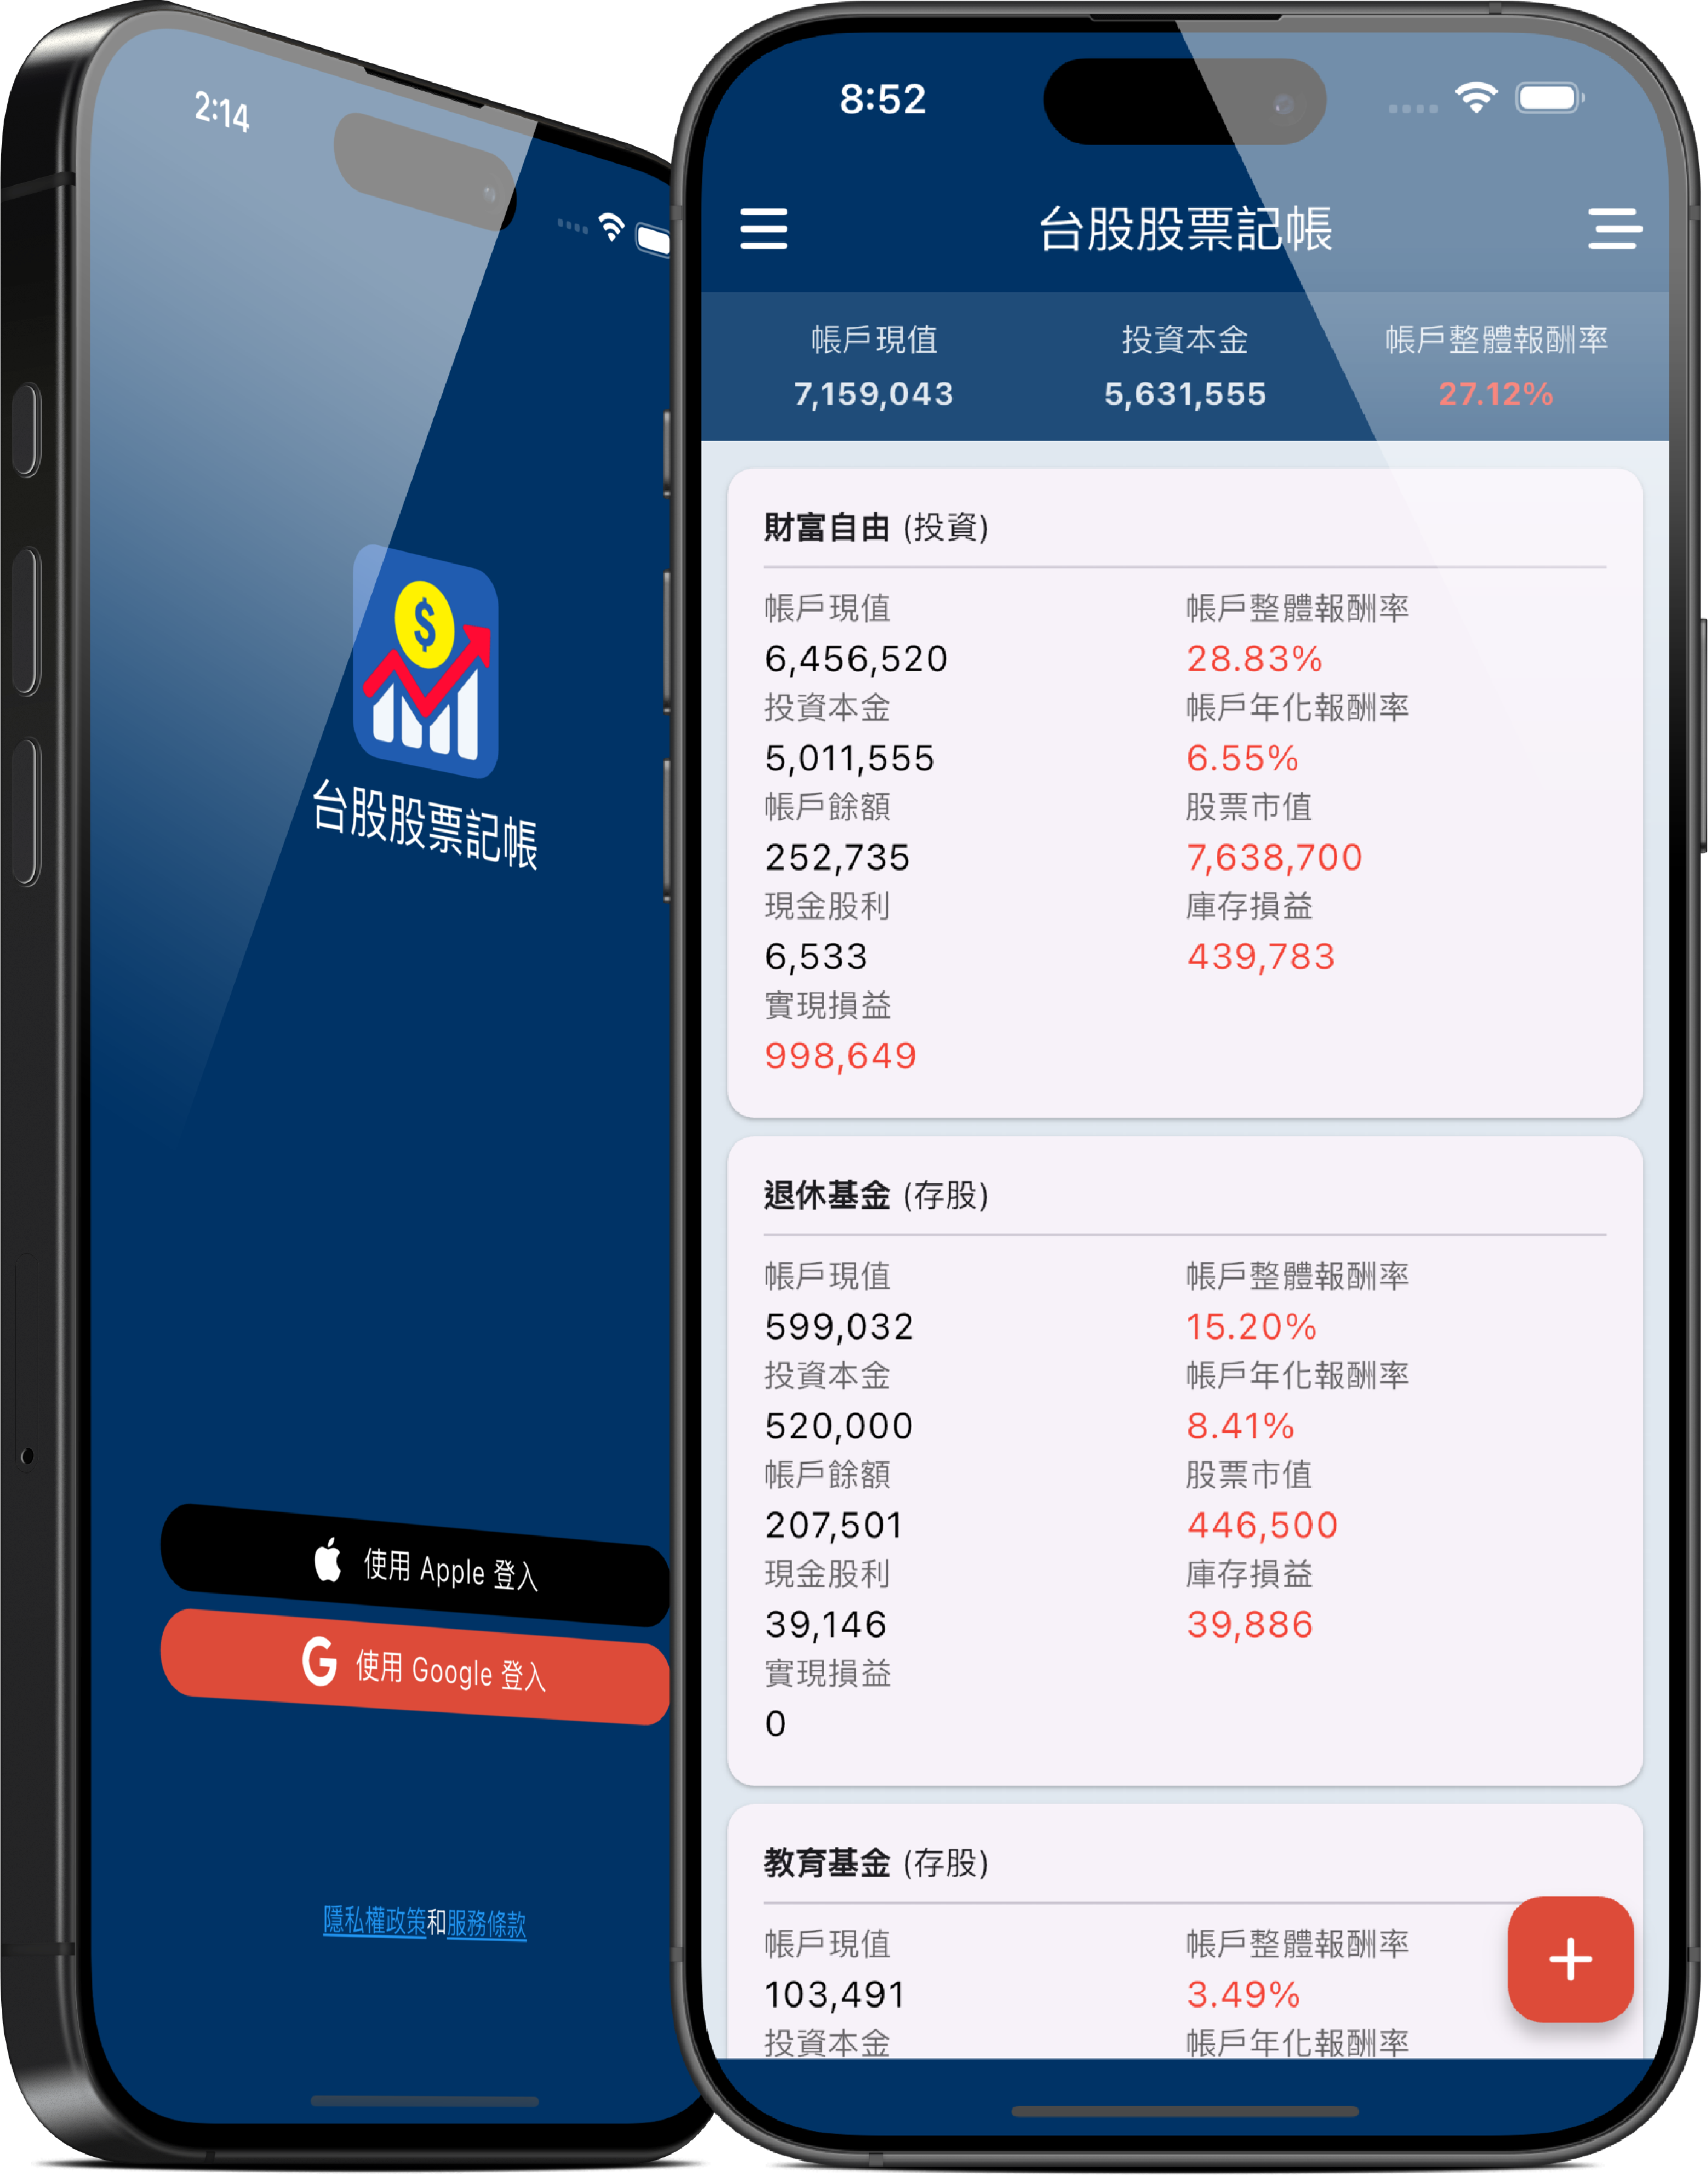 2:14
$
台股股票記帳
使用 Apple 登入
G 使用 Google 登入
隱私權政策和服務條款
8:52
台股股票記帳
帳戶現值 投資本金 帳戶整體報酬率
7,159,043 5,631,555 27.12%
財富自由 (投資)
帳戶現值 帳戶整體報酬率
6,456,520 28.83%
投資本金 帳戶年化報酬率
5,011,555 6.55%
帳戶餘額 股票市值
252,735 7,638,700
現金股利 庫存損益
6,533 439,783
實現損益
998,649
退休基金 (存股)
帳戶現值 帳戶整體報酬率
599,032 15.20%
投資本金 帳戶年化報酬率
520,000 8.41%
帳戶餘額 股票市值
207,501 446,500
現金股利 庫存損益
39,146 39,886
實現損益
0
教育基金 (存股)
帳戶現值 帳戶整體報酬率
103,491 3.49%
投資本金 帳戶年化報酬率